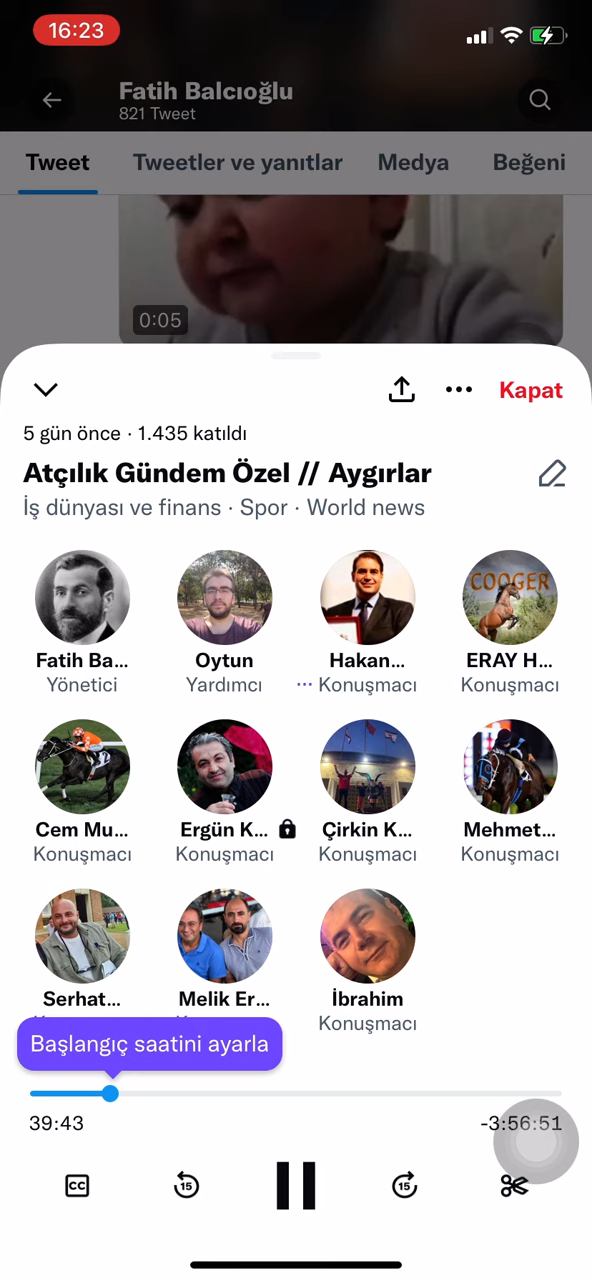 16:23
Fatih Balcıoğlu
821 Tweet
Tweet Tweetler ve yanıtlar Medya Beğeni
0:05
Kapat
5 gün önce · 1.435 katıldı
Atçılık Gündem Özel // Aygırlar
İş dünyası ve finans · Spor · World news
COOGER
Fatih Ba... Oytun Hakan... ERAY H...
Yönetici Yardımcı ··· Konuşmacı Konuşmacı
Cem Mu... Ergün K... Çirkin K... Mehmet...
Konuşmacı Konuşmacı Konuşmacı Konuşmacı
Serhat... Melik Er... İbrahim
Konuşmacı
Başlangıç saatini ayarla
39:43 -3:56:51
CC 15 15